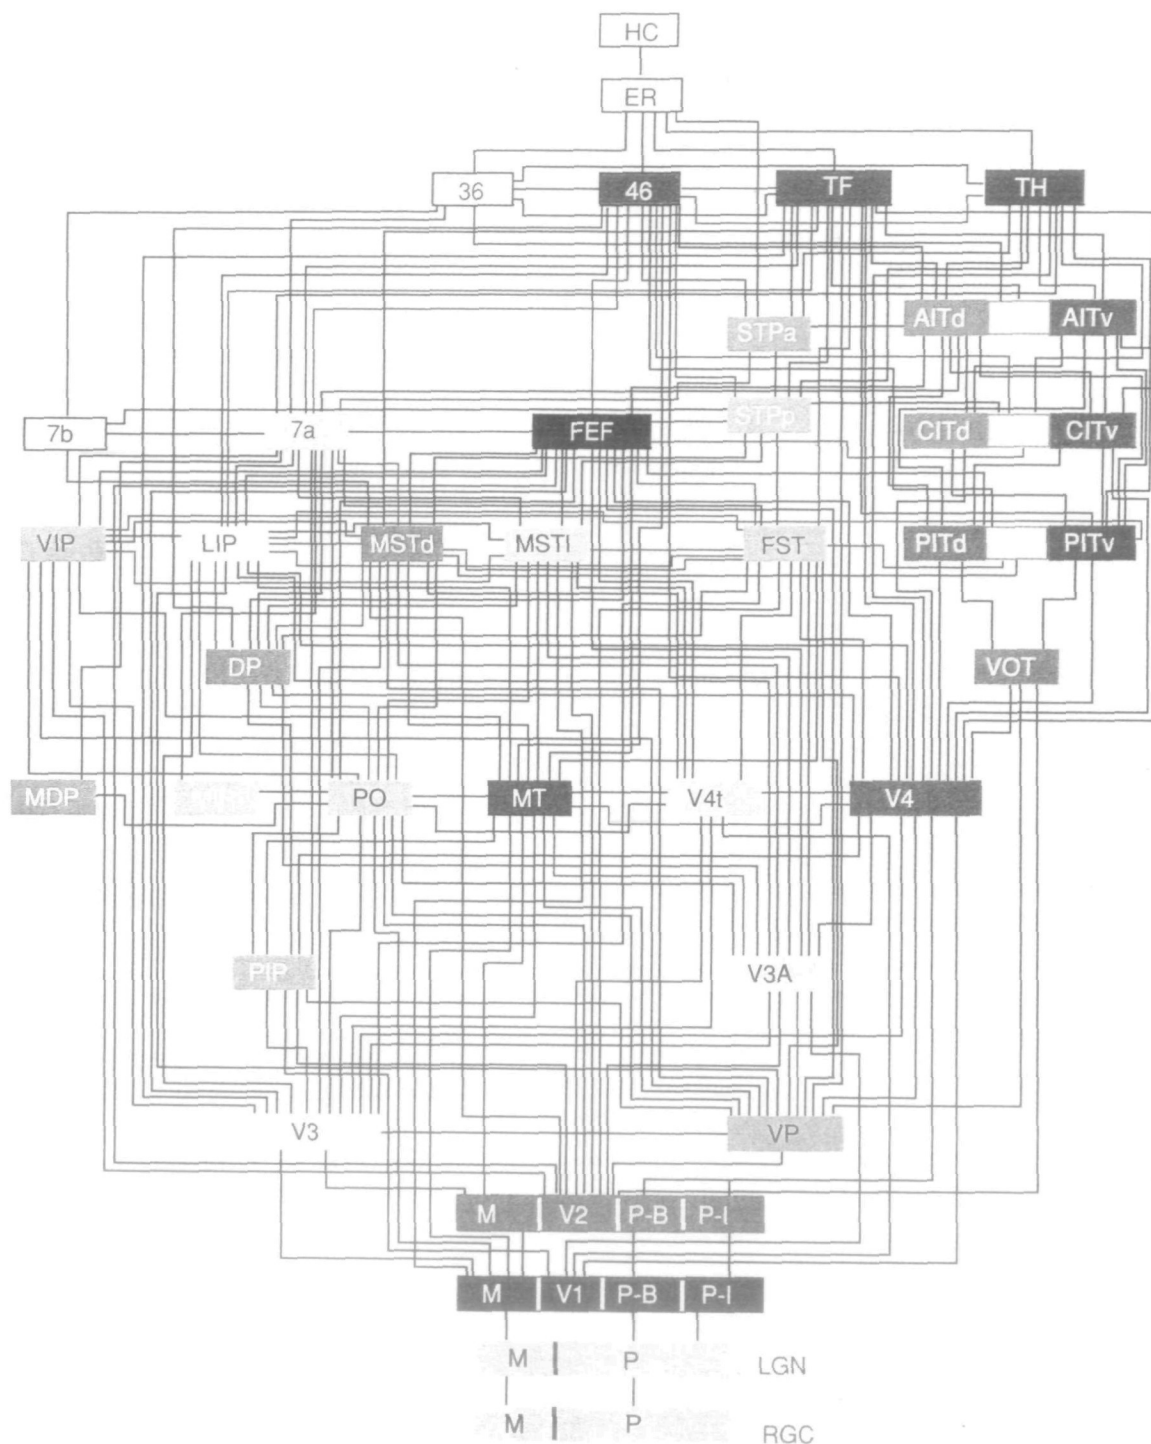 HC
ER
36 46 TF TH
STPa AITd AITv
7b 7a FEF STPp CITd CITv
VIP LIP MSTd MSTl FST PITd PITv
DP VOT
MDP PO MT V4t V4
PIP V3A
V3 VP
M V2 P-B P-I
M V1 P-B P-I
M P LGN
M P RGC